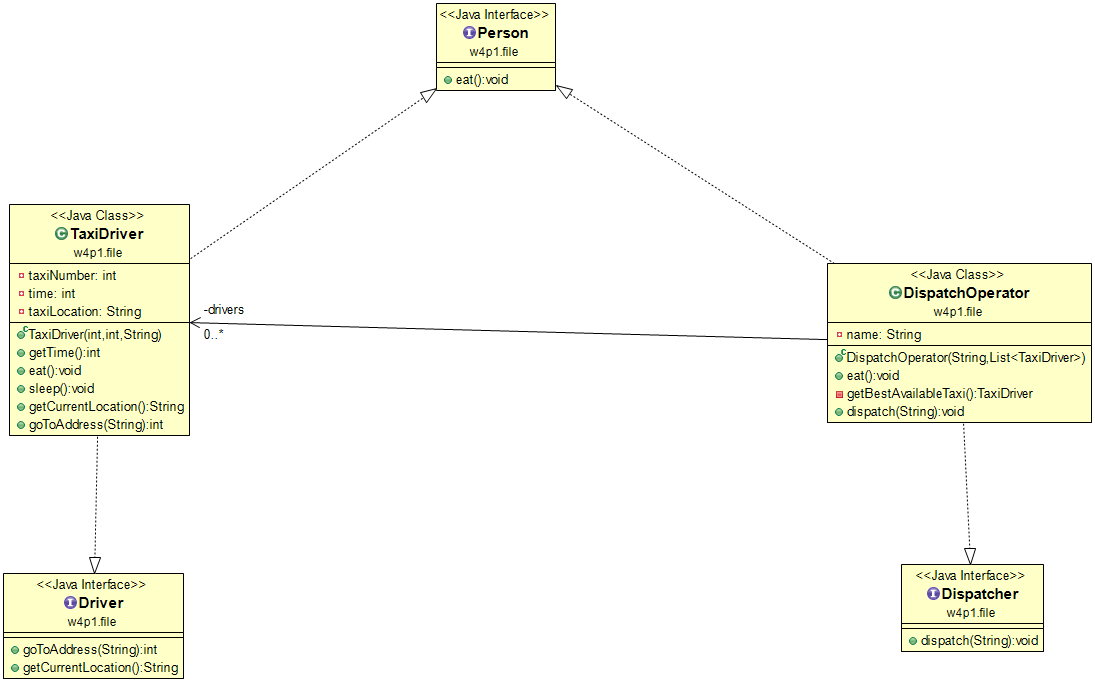 <<Java Interface>>
Person
w4p1.file
eat():void
<<Java Class>>
TaxiDriver
w4p1.file
taxiNumber: int
time: int
taxiLocation: String
TaxiDriver(int,int,String)
getTime():int
eat():void
sleep():void
getCurrentLocation():String
goToAddress(String):int
-drivers
0..*
<<Java Class>>
DispatchOperator
w4p1.file
name: String
DispatchOperator(String,List<TaxiDriver>)
eat():void
getBestAvailableTaxi():TaxiDriver
dispatch(String):void
<<Java Interface>>
Driver
w4p1.file
goToAddress(String):int
getCurrentLocation():String
<<Java Interface>>
Dispatcher
w4p1.file
dispatch(String):void